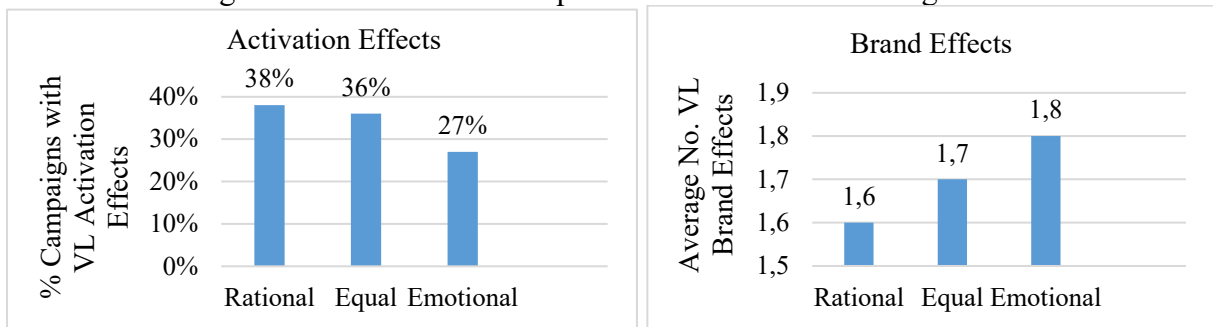 Activation Effects
% Campaigns with
VL Activation
Effects
40%
30%
20%
10%
0%
38%
36%
27%
Rational Equal Emotional
Brand Effects
Average No. VL
Brand Effects
1,9
1,8
1,7
1,6
1,5
1,6
1,7
1,8
Rational Equal Emotional